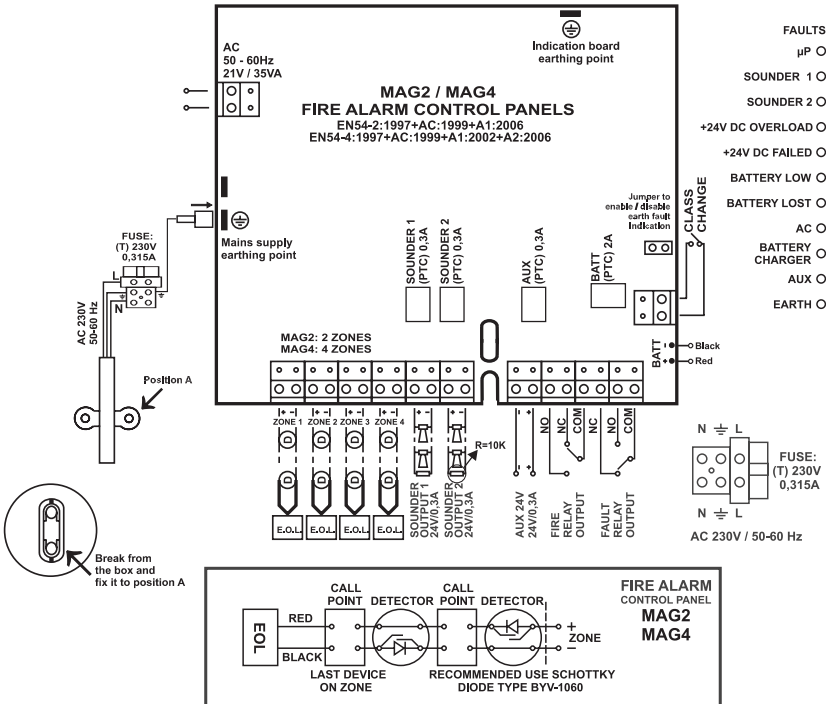 AC
50 - 60Hz
21V / 35VA
Indication board
earthing point
MAG2 / MAG4
FIRE ALARM CONTROL PANELS
EN54-2:1997+AC:1999+A1:2006
EN54-4:1997+AC:1999+A1:2002+A2:2006
FAULTS
µP
SOUNDER 1
SOUNDER 2
+24V DC OVERLOAD
+24V DC FAILED
BATTERY LOW
BATTERY LOST
AC
BATTERY
CHARGER
AUX
EARTH
Mains supply
earthing point
FUSE:
(T) 230V
0,315A
L
N
AC 230V
50-60 Hz
Position A
Break from
the box and
fix it to position A
SOUNDER 1
(PTC) 0,3A
SOUNDER 2
(PTC) 0,3A
AUX
(PTC) 0,3A
BATT
(PTC) 2A
Jumper to
enable / disable
earth fault
Indication
CLASS
CHANGE
BATT
- Black
+ Red
MAG2: 2 ZONES
MAG4: 4 ZONES
+ - + - + - + - + - + -
ZONE 1 ZONE 2 ZONE 3 ZONE 4
R=10K
E.O.L. E.O.L. E.O.L. E.O.L.
SOUNDER
OUTPUT 1
24V/0,3A
SOUNDER
OUTPUT 2
24V/0,3A
- +
- +
AUX 24V
24V/0,3A
NO
NC
COM
FIRE
RELAY
OUTPUT
NC
NO
COM
FAULT
RELAY
OUTPUT
N L
FUSE:
(T) 230V
0,315A
N L
AC 230V / 50-60 Hz
FIRE ALARM
CONTROL PANEL
MAG2
MAG4
CALL
POINT
DETECTOR
CALL
POINT
DETECTOR
EOL
RED
BLACK
+
ZONE
-
LAST DEVICE
ON ZONE
RECOMMENDED USE SCHOTTKY
DIODE TYPE BYV-1060